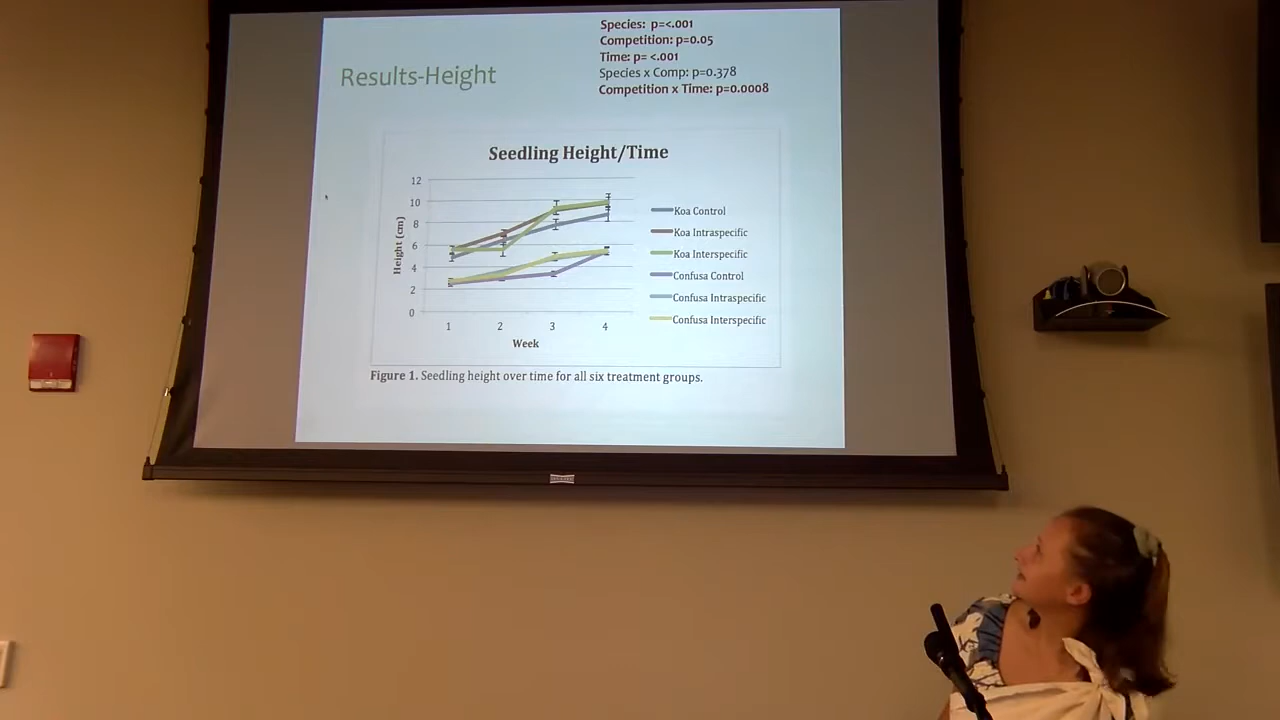 Species: p=<.001
Competition: p=0.05
Time: p= <.001
Species x Comp: p=0.378
Competition x Time: p=0.0008
Results-Height
Seedling Height/Time
12
10
8
6
4
2
0
Height (cm)
1 2 3 4
Week
Koa Control
Koa Intraspecific
Koa Interspecific
Confusa Control
Confusa Intraspecific
Confusa Interspecific
Figure 1. Seedling height over time for all six treatment groups.